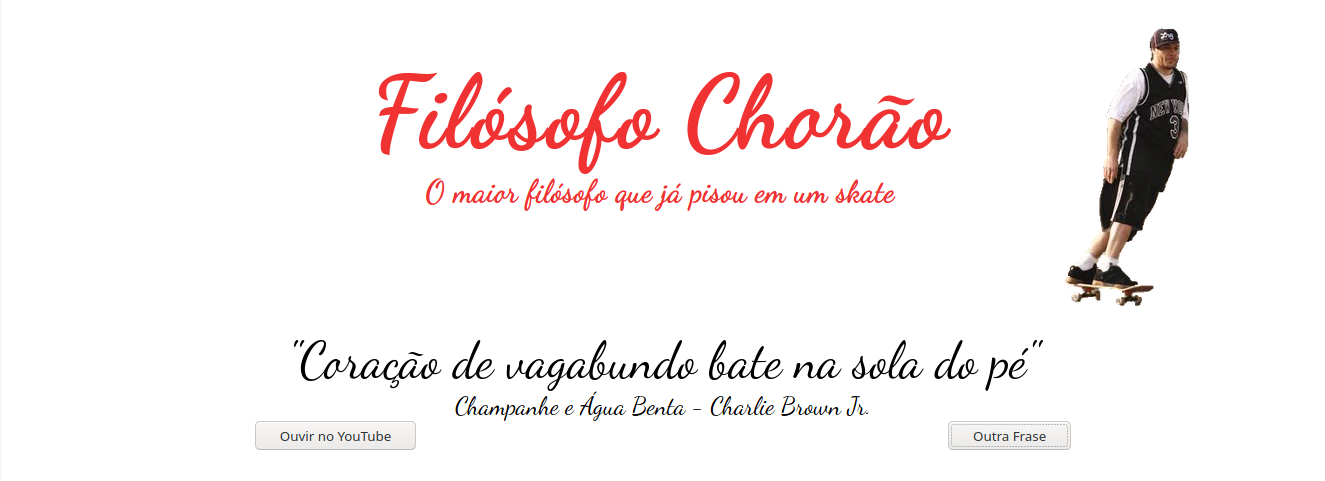 Filósofo Chorão
O maior filósofo que já pisou em um skate
"Coração de vagabundo bate na sola do pé"
Champanhe e Água Benta - Charlie Brown Jr.
Ouvir no YouTube
Outra Frase